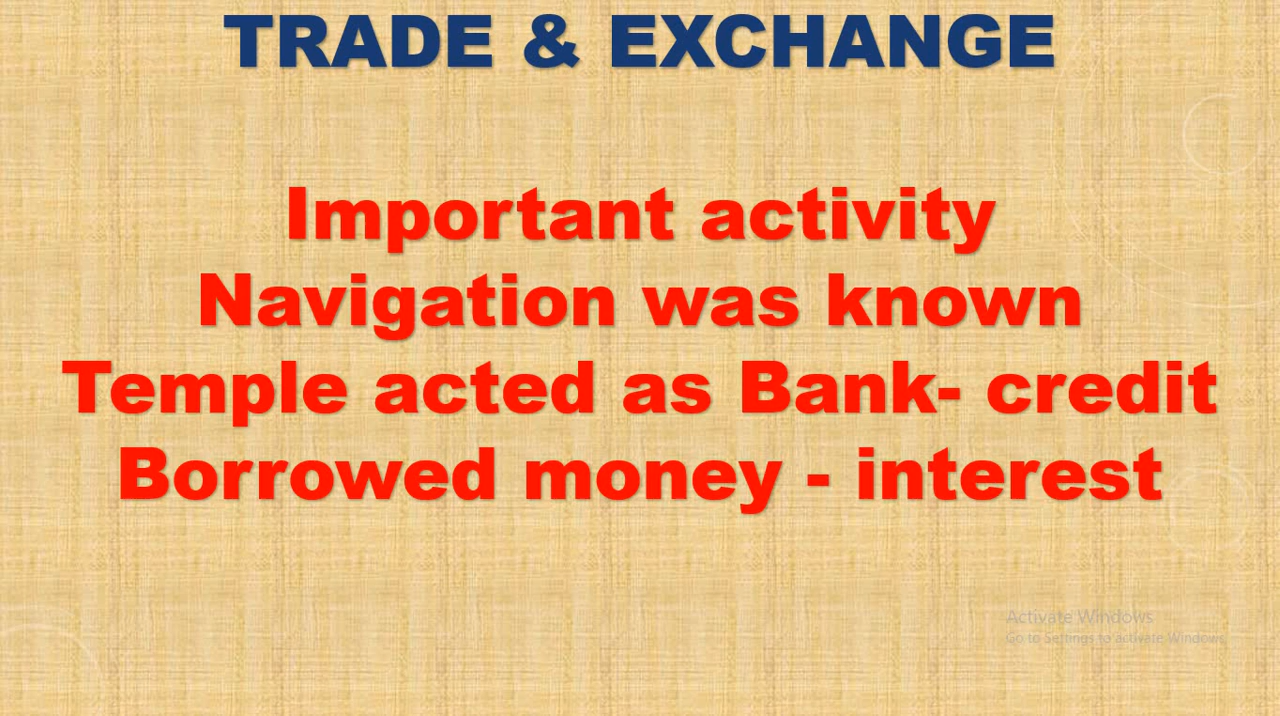 TRADE & EXCHANGE
Important activity
Navigation was known
Temple acted as Bank- credit
Borrowed money - interest
Activate Windows
Go to Settings to activate Windows.